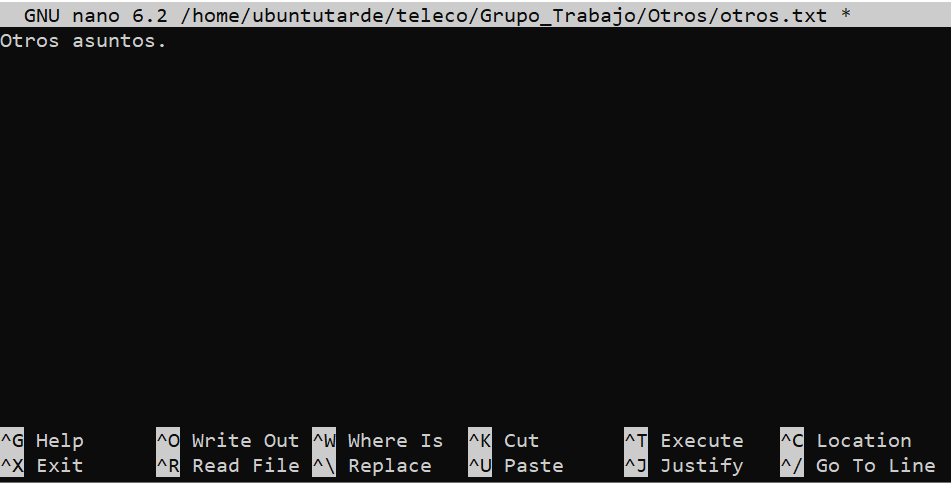 GNU nano 6.2 /home/ubuntutarde/teleco/Grupo_Trabajo/Otros/otros.txt *
Otros asuntos.
^G Help ^O Write Out ^W Where Is ^K Cut ^T Execute ^C Location
^X Exit ^R Read File ^\ Replace ^U Paste ^J Justify ^/ Go To Line